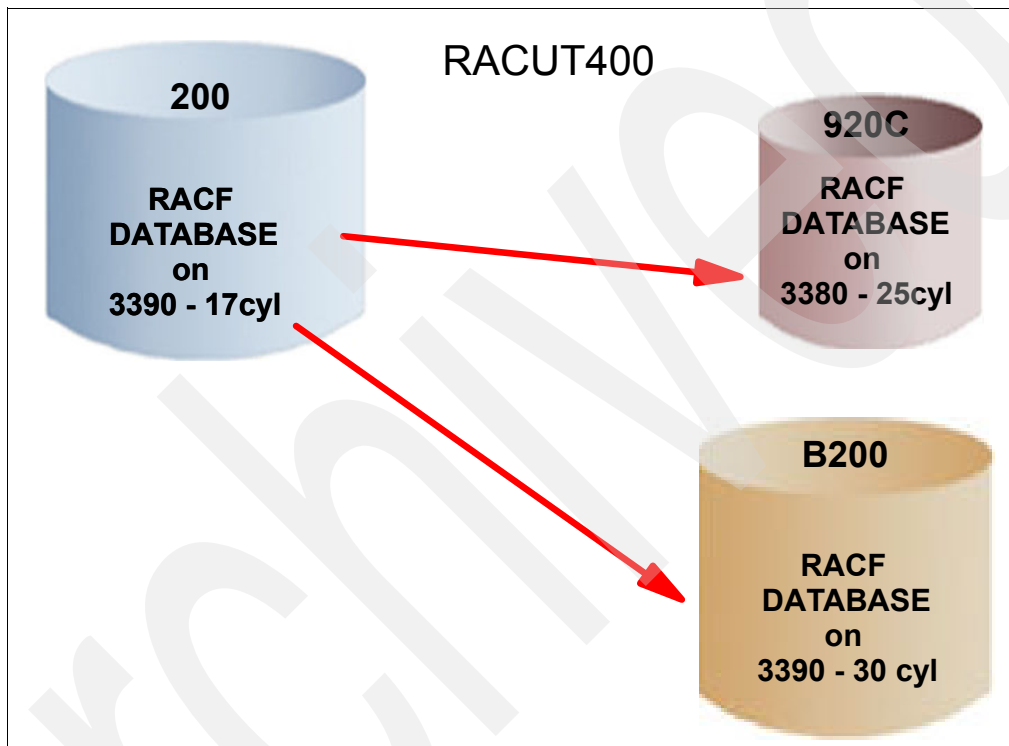 RACUT400
200
RACF
DATABASE
on
3390 - 17cyl
920C
RACF
DATABASE
on
3380 - 25cyl
B200
RACF
DATABASE
on
3390 - 30 cyl
rchive